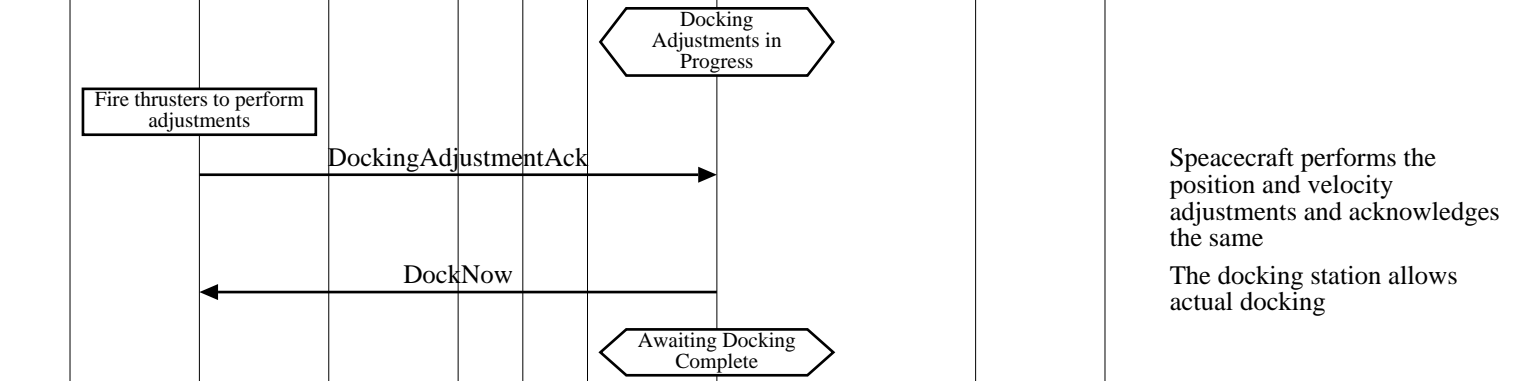 Docking
Adjustments in
Progress
Fire thrusters to perform
adjustments
DockingAdjustmentAck
Speacecraft performs the
position and velocity
adjustments and acknowledges
the same
DockNow
The docking station allows
actual docking
Awaiting Docking
Complete